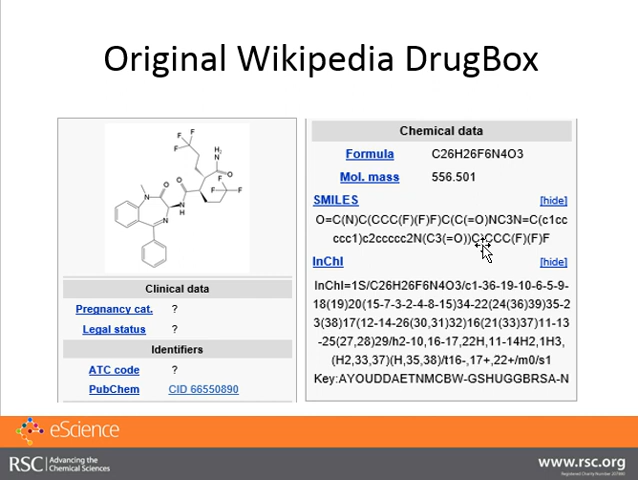 Original Wikipedia DrugBox
Clinical data
Pregnancy cat. ?
Legal status ?
Identifiers
ATC code ?
PubChem CID 66550890
Chemical data
Formula C26H26F6N4O3
Mol. mass 556.501
SMILES [hide]
O=C(N)C(CCC(F)(F)F)C(C(=O)NC3N=C(c1cc
ccc1)c2ccccc2N(C3(=O))C)CCC(F)(F)F
InChI [hide]
InChI=1S/C26H26F6N4O3/c1-36-19-10-6-5-9-
18(19)20(15-7-3-2-4-8-15)34-22(24(36)39)35-2
3(38)17(12-14-26(30,31)32)16(21(33)37)11-13
-25(27,28)29/h2-10,16-17,22H,11-14H2,1H3,
(H2,33,37)(H,35,38)/t16-,17+,22+/m0/s1
Key:AYOUDDAETNMCBW-GSHUGGBRSA-N
eScience
RSC | Advancing the
Chemical Sciences
www.rsc.org